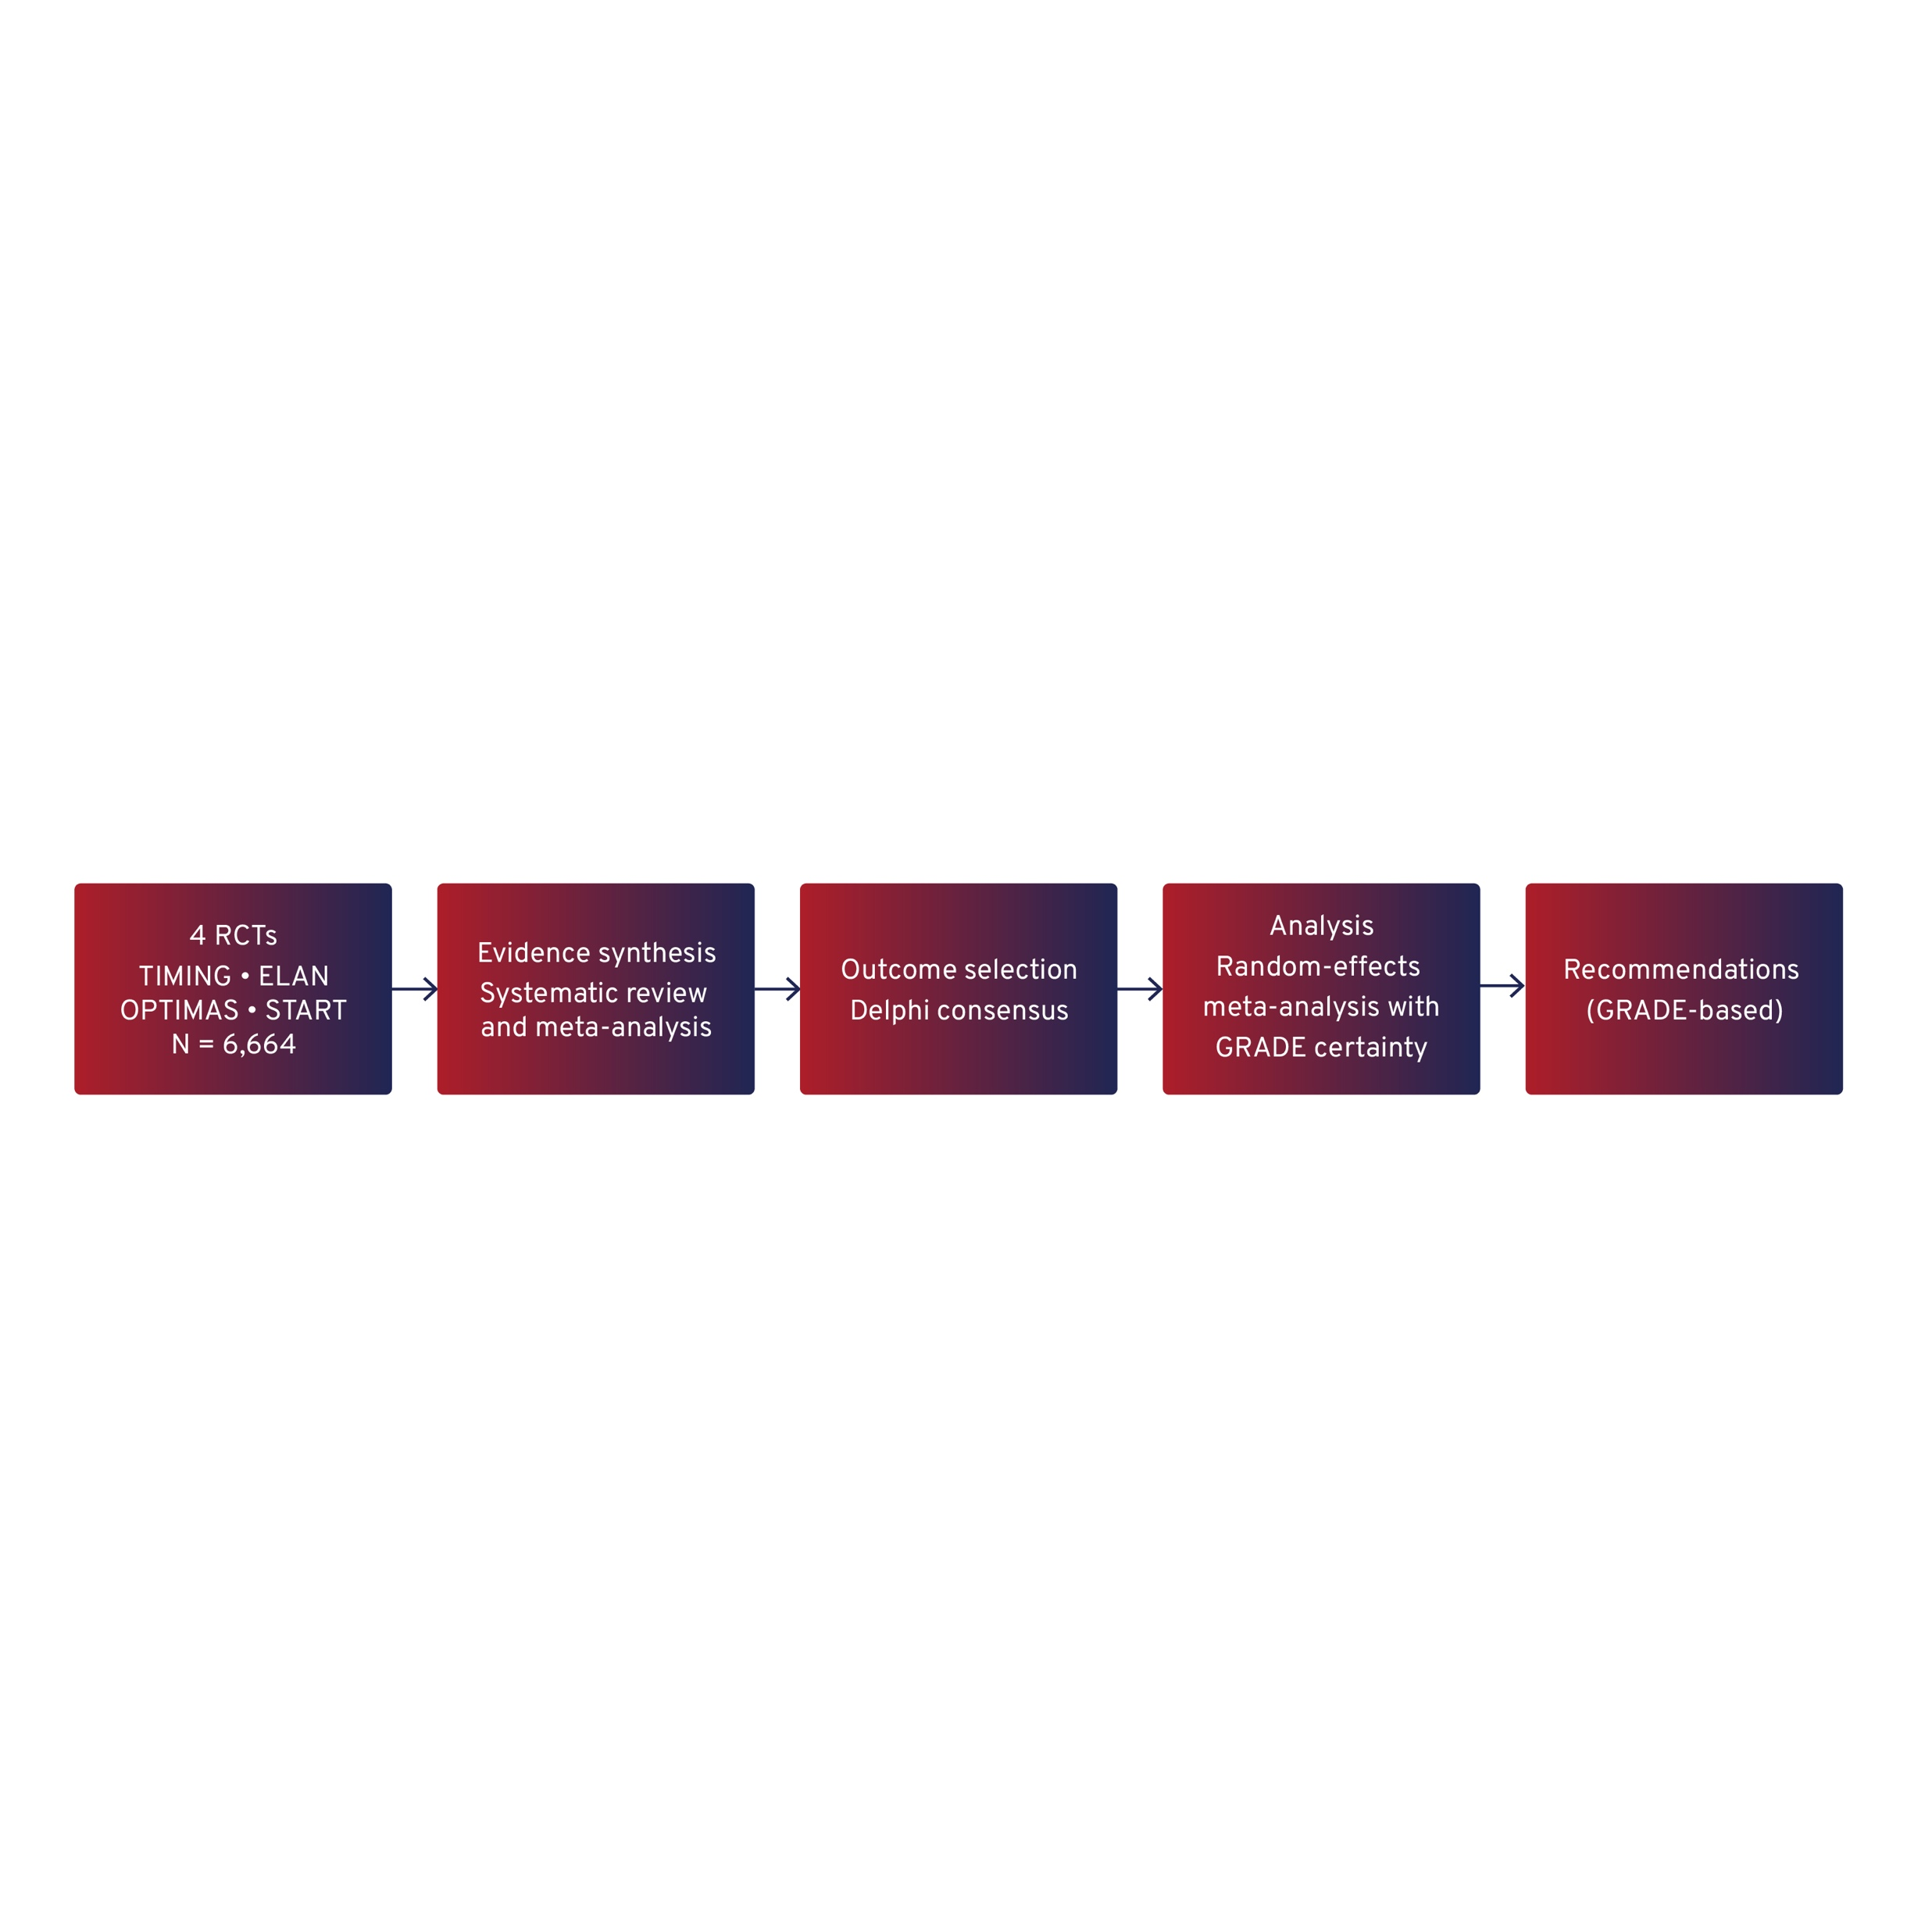 4 RCTs
TIMING • ELAN
OPTIMAS • START
N = 6,664
Evidence synthesis
Systematic review
and meta-analysis
Outcome selection
Delphi consensus
Analysis
Random-effects
meta-analysis with
GRADE certainty
Recommendations
(GRADE-based)